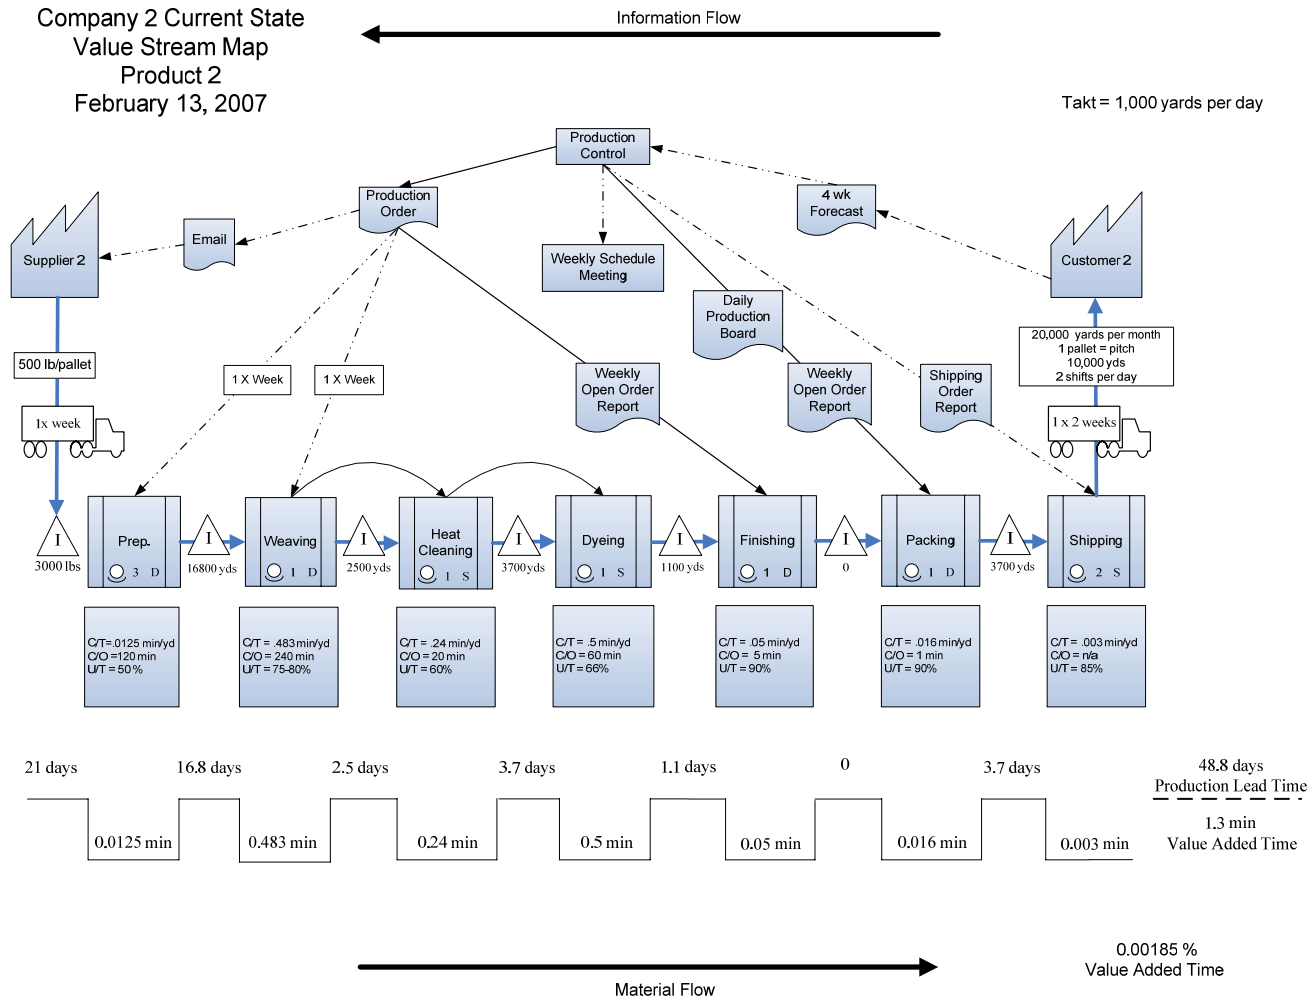 Company 2 Current State
Value Stream Map
Product 2
February 13, 2007
Information Flow
Takt = 1,000 yards per day
Production
Control
Production
Order
4 wk
Forecast
Email
Supplier 2
Weekly Schedule
Meeting
Customer 2
Daily
Production
Board
500 lb/pallet
1x week
1 X Week
1 X Week
Weekly
Open Order
Report
Weekly
Open Order
Report
Shipping
Order
Report
20,000 yards per month
1 pallet = pitch
10,000 yds
2 shifts per day
1 x 2 weeks
I
3000 lbs
Prep.
3 D
I
16800 yds
Weaving
1 D
I
2500 yds
Heat
Cleaning
1 S
I
3700 yds
Dyeing
1 S
I
1100 yds
Finishing
1 D
I
0
Packing
1 D
I
3700 yds
Shipping
2 S
C/T=.0125 min/yd
C/O =120 min
U/T = 50 %
C/T = .483 min/yd
C/O = 240 min
U/T = 75-80%
C/T = .24 min/yd
C/O = 20 min
U/T = 60%
C/T = .5 min/yd
C/O = 60 min
U/T = 66%
C/T = .05 min/yd
C/O = 5 min
U/T = 90%
C/T = .016 min/yd
C/O = 1 min
U/T = 90%
C/T = .003 min/yd
C/O = n/a
U/T = 85%
21 days
16.8 days
2.5 days
3.7 days
1.1 days
0
3.7 days
48.8 days
Production Lead Time
0.0125 min
0.483 min
0.24 min
0.5 min
0.05 min
0.016 min
0.003 min
1.3 min
Value Added Time
0.00185 %
Value Added Time
Material Flow